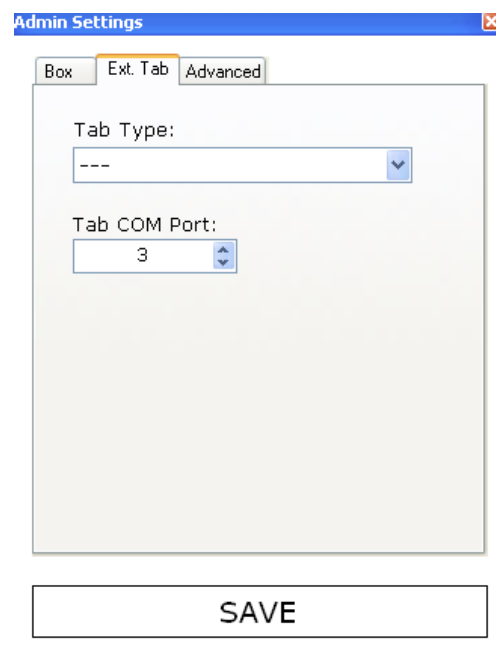 Admin Settings
Box Ext. Tab Advanced
Tab Type:
---
Tab COM Port:
3
SAVE